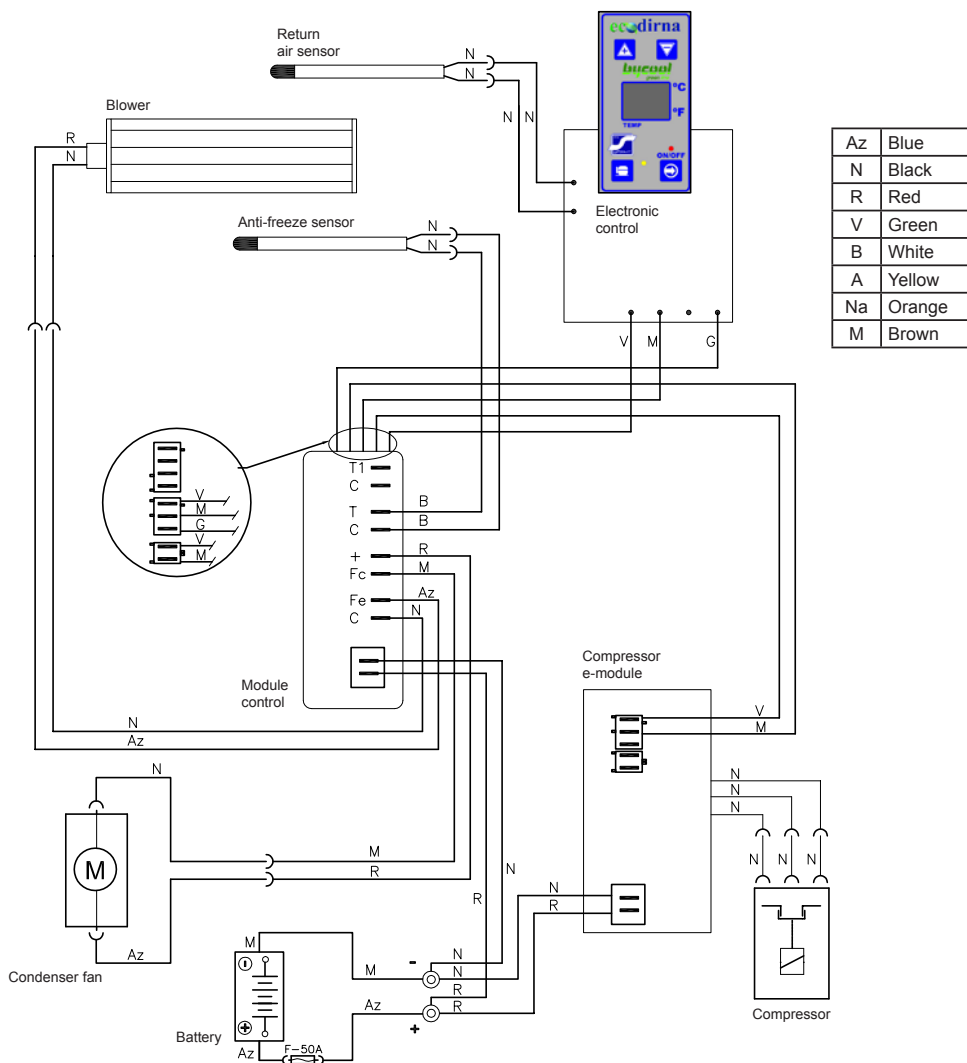 Return
air sensor
N
N
N
N
ecodirna
bycool
green
°C
°F
TEMP
ON/OFF
Electronic
control
Blower
R
N
Anti-freeze sensor
N
N
V
M
G
Az Blue
N Black
R Red
V Green
B White
A Yellow
Na Orange
M Brown
V
M
G
V
M
T1
C
T B
C B
+ R
Fc M
Fe Az
C N
Module
control
N
Az
Compressor
e-module
V
M
N
N
N
N
N
N
Compressor
N
M
Az
Condenser fan
M
R
N
R
N
R
M
M
Az
Az
F-50A
Battery
-
N
N
R
R
+